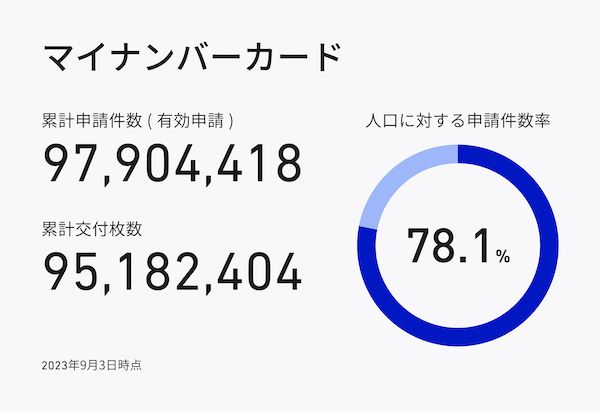 マイナンバーカード
累計申請件数 ( 有効申請 )
97,904,418
累計交付枚数
95,182,404
2023年9月3日時点
人口に対する申請件数率
78.1%